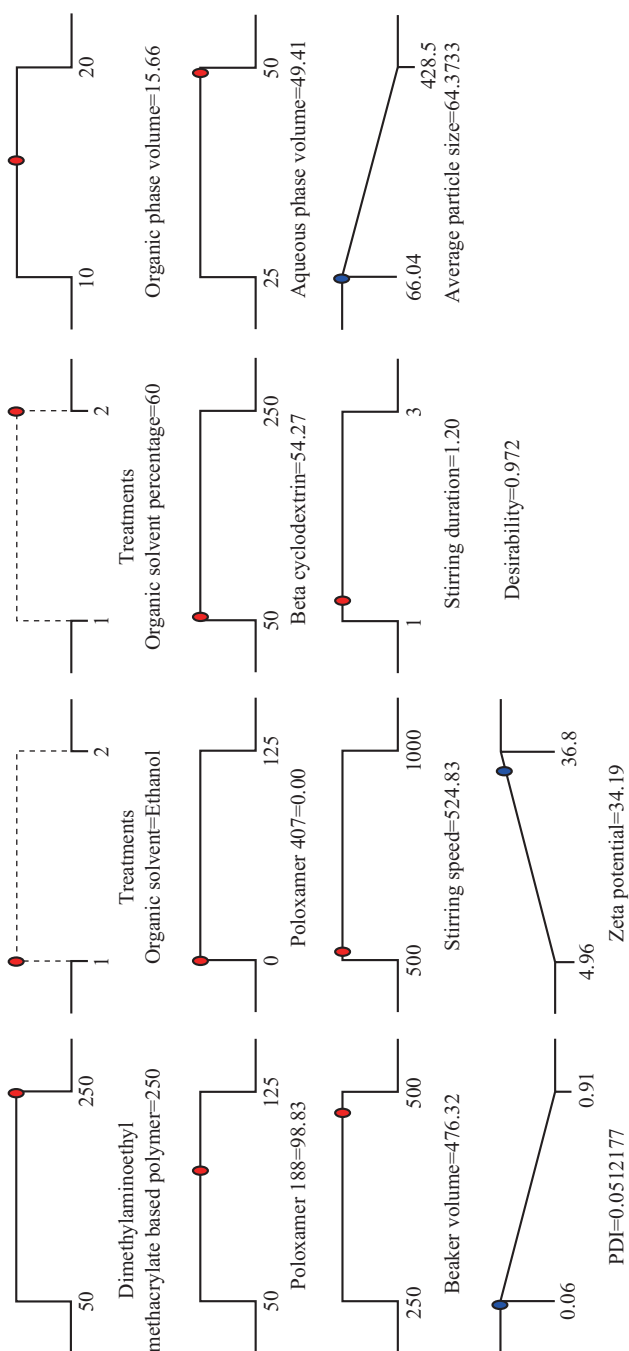 50 250
Dimethylaminoethyl
methacrylate based polymer=250
1 2
Treatments
Organic solvent=Ethanol
1 2
Treatments
Organic solvent percentage=60
10 20
Organic phase volume=15.66
50 125
Poloxamer 188=98.83
0 125
Poloxamer 407=0.00
50 250
Beta cyclodextrin=54.27
25 50
Aqueous phase volume=49.41
250 500
Beaker volume=476.32
500 1000
Stirring speed=524.83
1 3
Stirring duration=1.20
66.04 428.5
Average particle size=64.3733
0.06 0.91
PDI=0.0512177
4.96 36.8
Zeta potential=34.19
Desirability=0.972